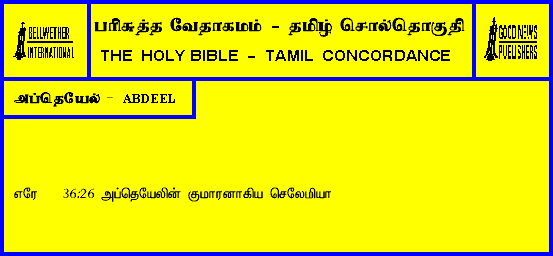 BELLWETHER
INTERNATIONAL
பரிசுத்த வேதாகமம் - தமிழ் சொல்தொகுதி
THE HOLY BIBLE - TAMIL CONCORDANCE
GOOD NEWS
PUBLISHERS
அப்தெயேல் - ABDEEL
எரே 36:26 அப்தெயேலின் குமாரனாகிய செலேமியா